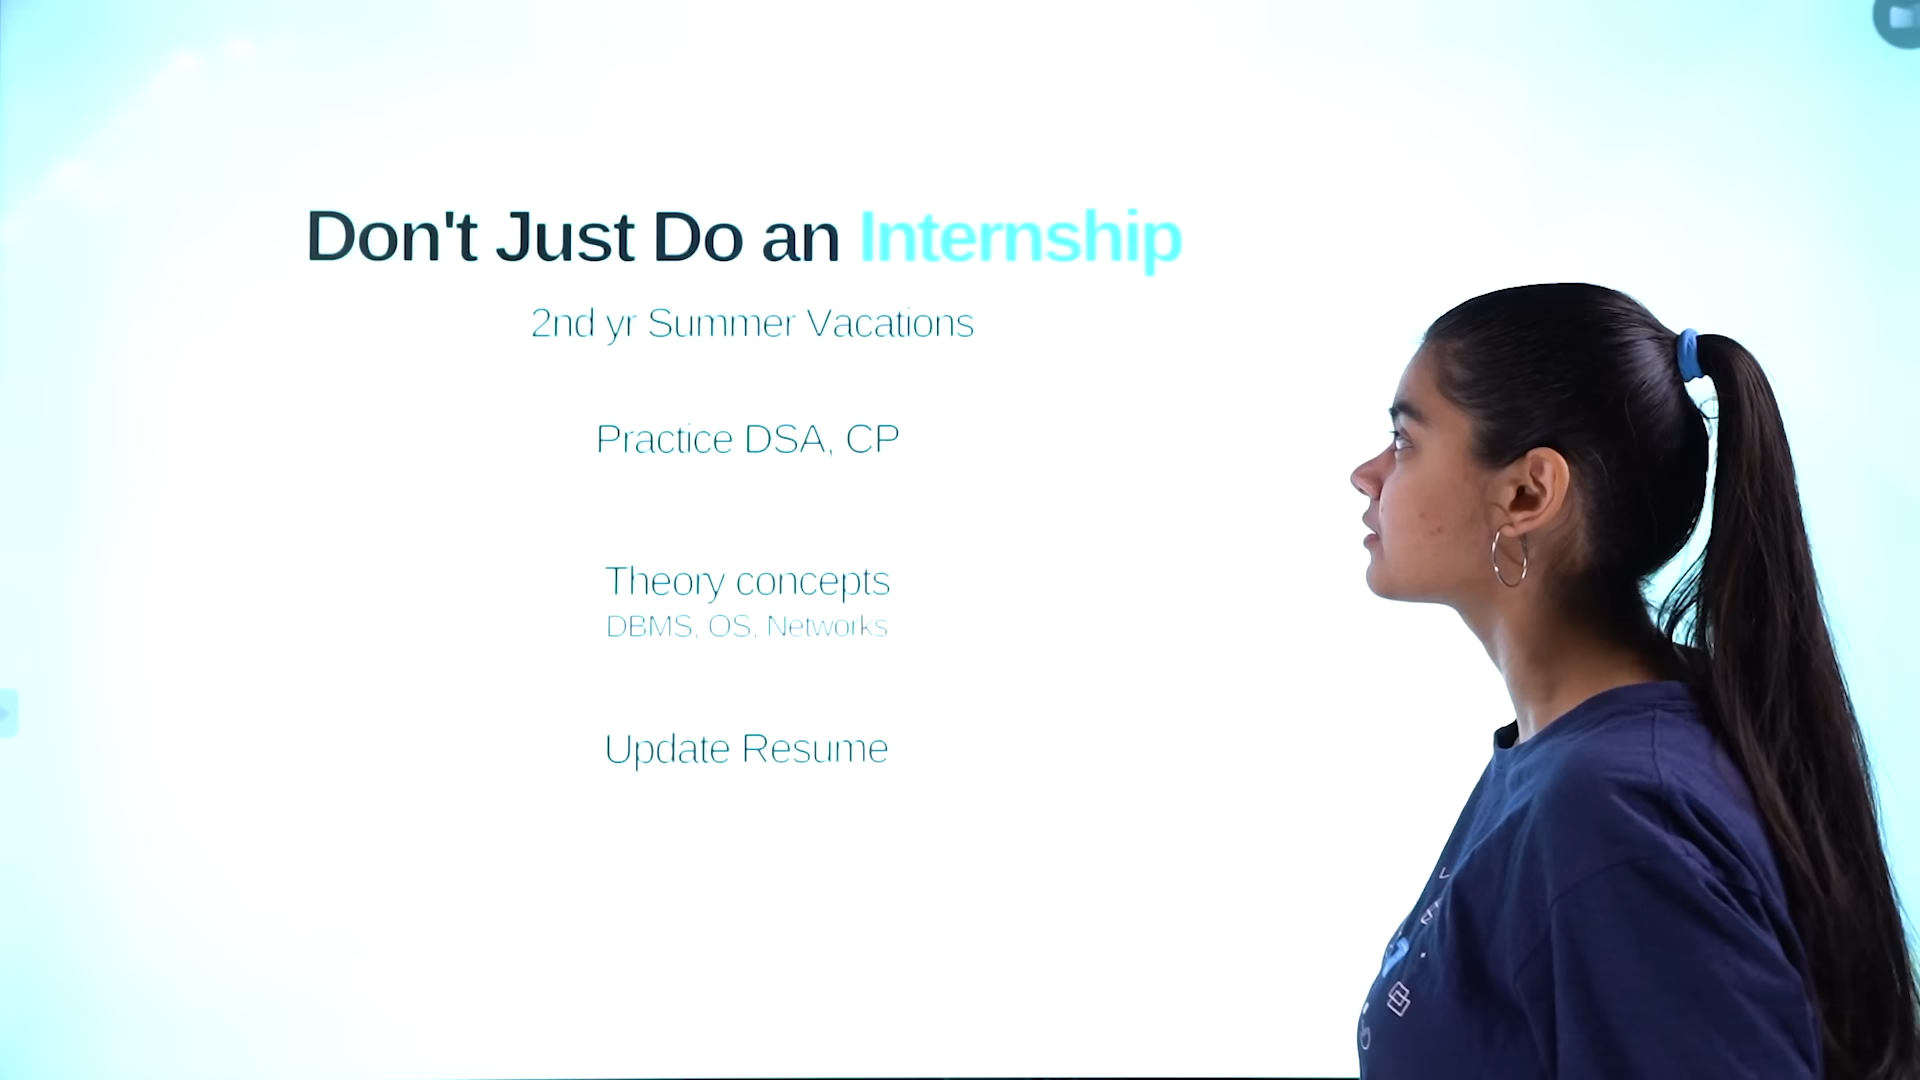 Don't Just Do an Internship
2nd yr Summer Vacations
Practice DSA, CP
Theory concepts
DBMS, OS, Networks
Update Resume